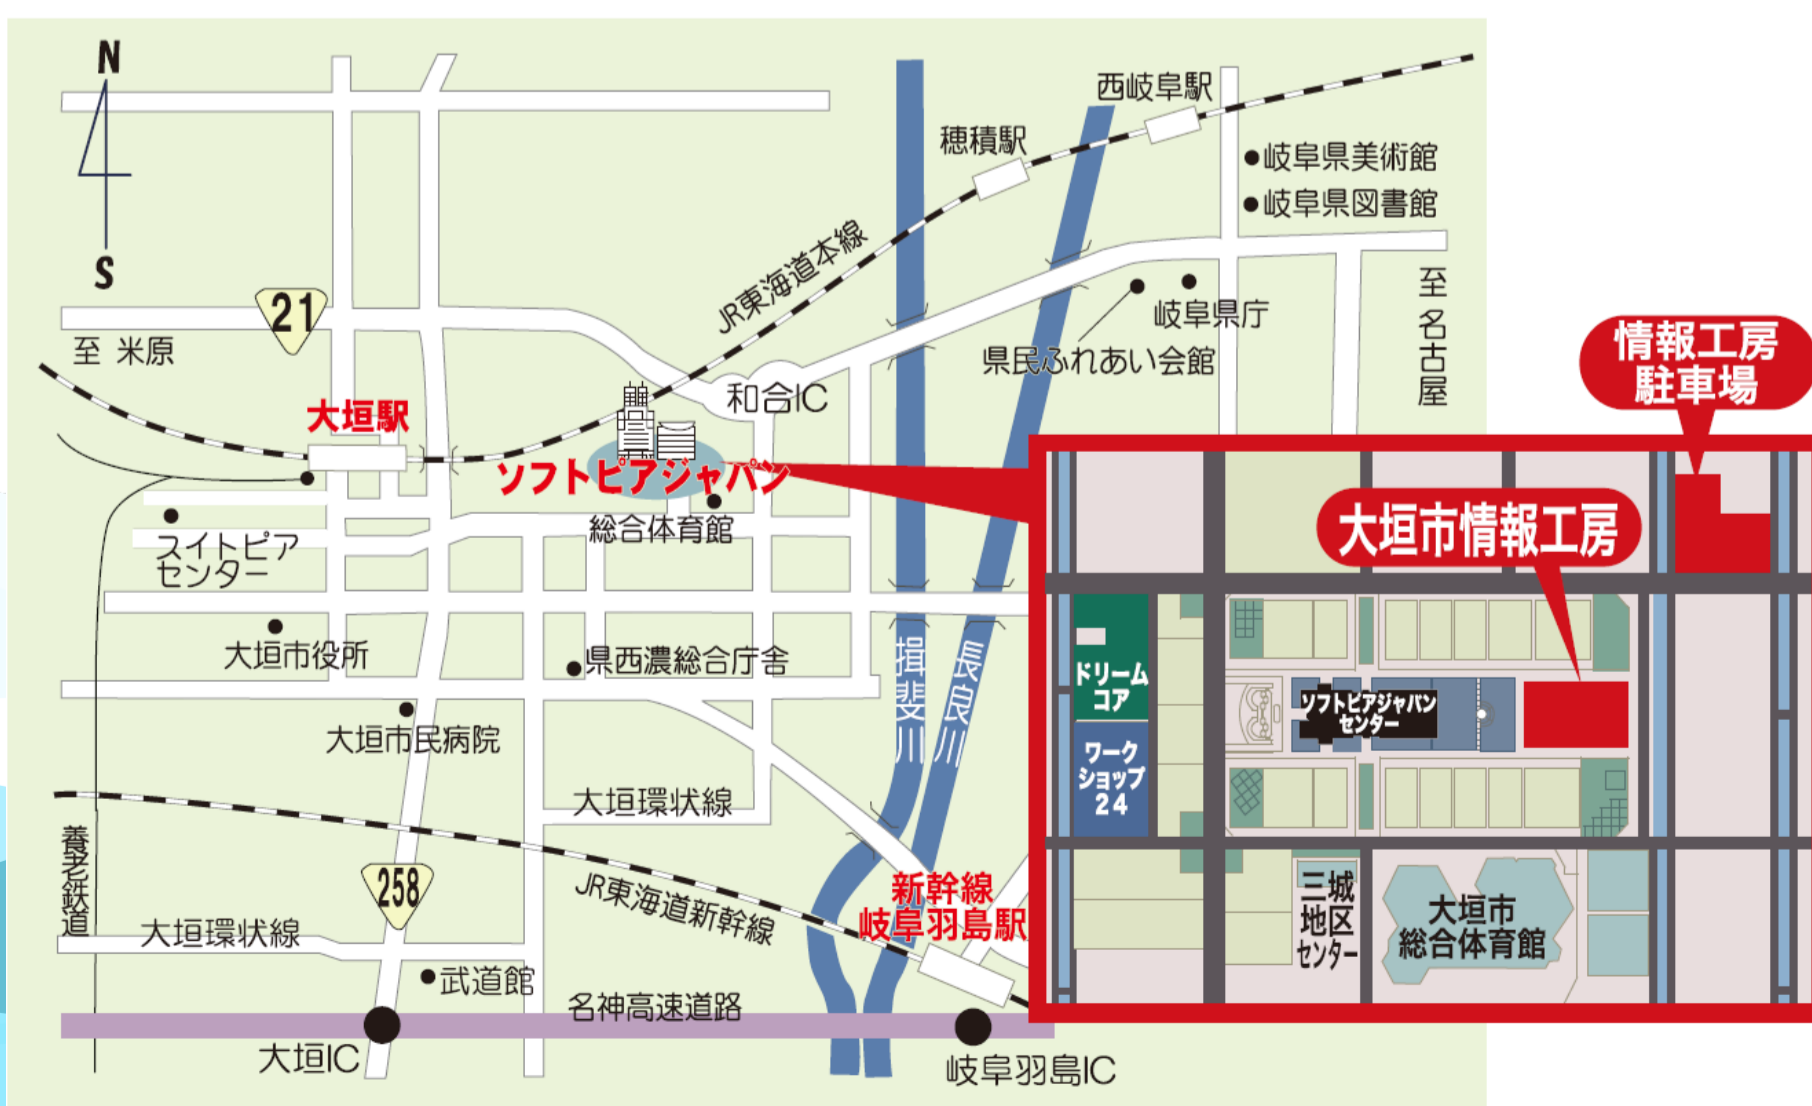 N
S
西岐阜駅
穂積駅
岐阜県美術館
岐阜県図書館
JR東海道本線
21
至 米原
岐阜県庁
県民ふれあい会館
至 名古屋
情報工房
駐車場
和合IC
大垣駅
ソフトピアジャパン
総合体育館
スイトピア
センター
大垣市情報工房
大垣市役所
県西濃総合庁舎
揖斐川
長良川
ドリーム
コア
ソフトピアジャパン
センター
大垣市民病院
ワーク
ショップ
24
大垣環状線
養老鉄道
258
JR東海道新幹線
新幹線
岐阜羽島駅
三城
地区
センター
大垣市
総合体育館
大垣環状線
武道館
名神高速道路
大垣IC
岐阜羽島IC